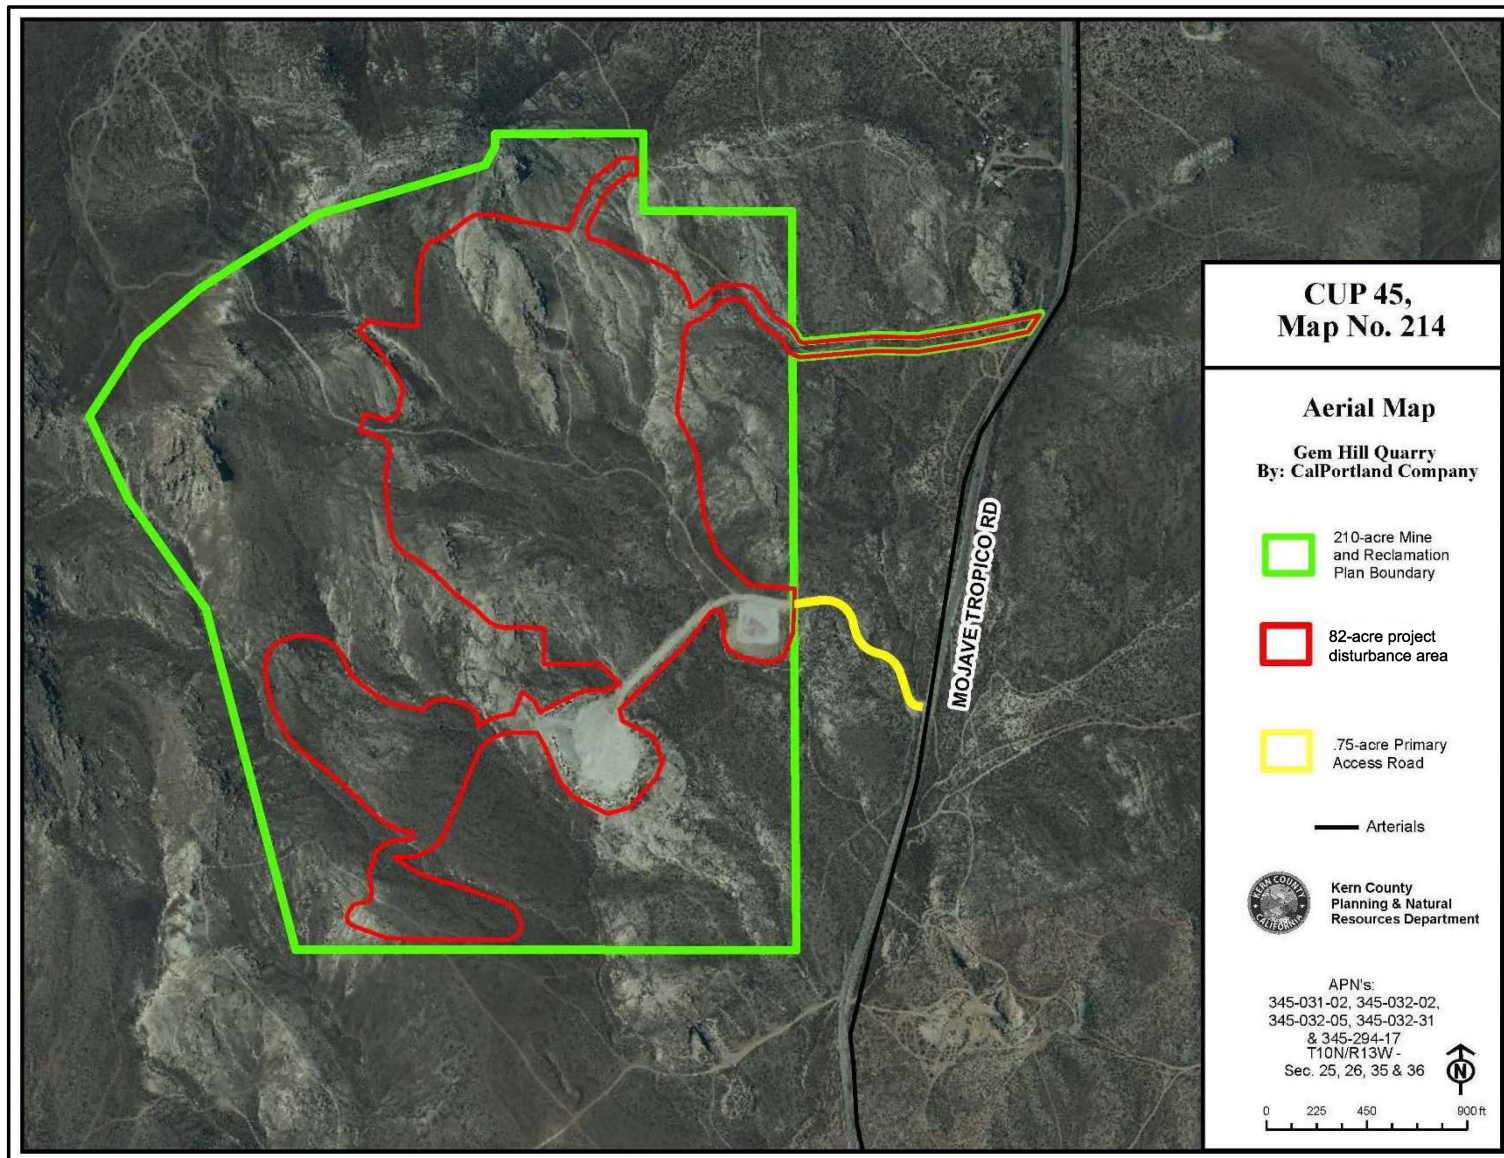 CUP 45,
Map No. 214
Aerial Map
Gem Hill Quarry
By: CalPortland Company
210-acre Mine
and Reclamation
Plan Boundary
82-acre project
disturbance area
.75-acre Primary
Access Road
Arterials
KERN COUNTY
CALIFORNIA
Kern County
Planning & Natural
Resources Department
APN's:
345-031-02, 345-032-02,
345-032-05, 345-032-31
& 345-294-17
T10N/R13W -
Sec. 25, 26, 35 & 36
N
0 225 450 900 ft
MOJAVE TROPICO RD